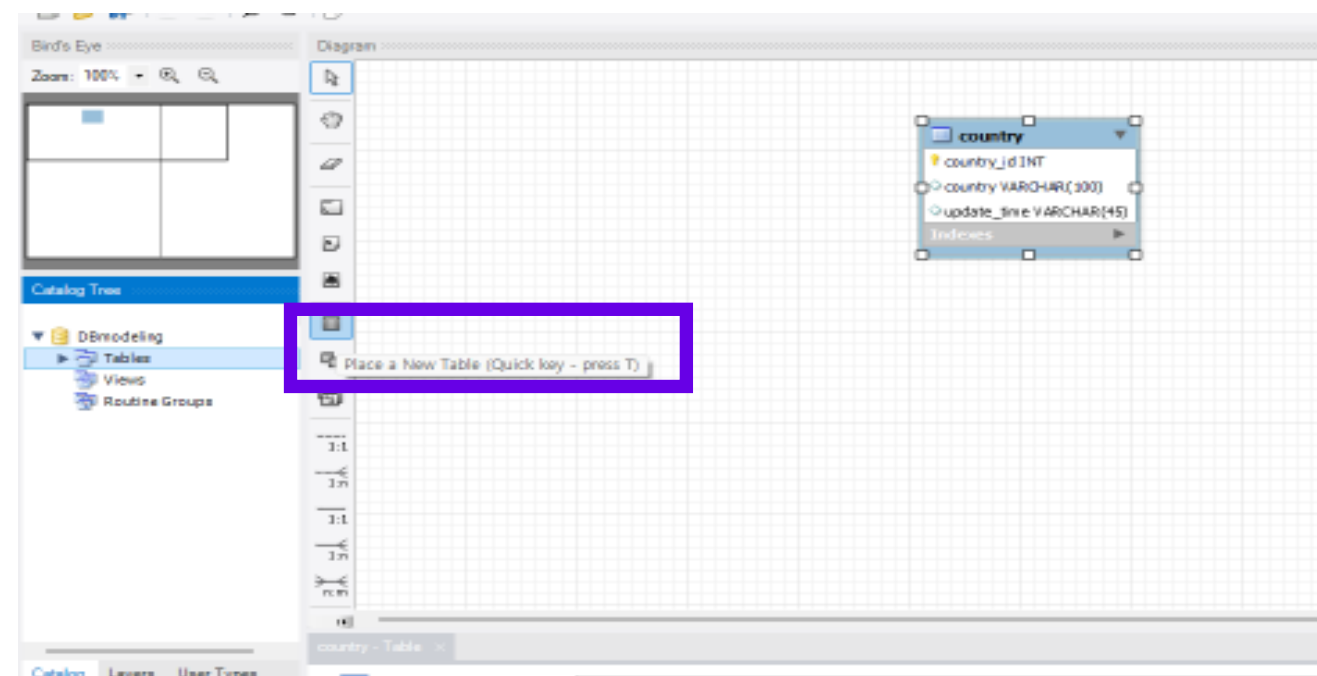 Bird's Eye
Diagram
Zoom: 100%
country
country_id INT
country VARCHAR(100)
update_time VARCHAR(45)
Indexes
Catalog Tree
DBmodeling
Tables
Views
Routine Groups
Place a New Table (Quick key - press T)
1:1
1:n
1:1
1:n
n:m
country - Table
Catalog Layers User Types